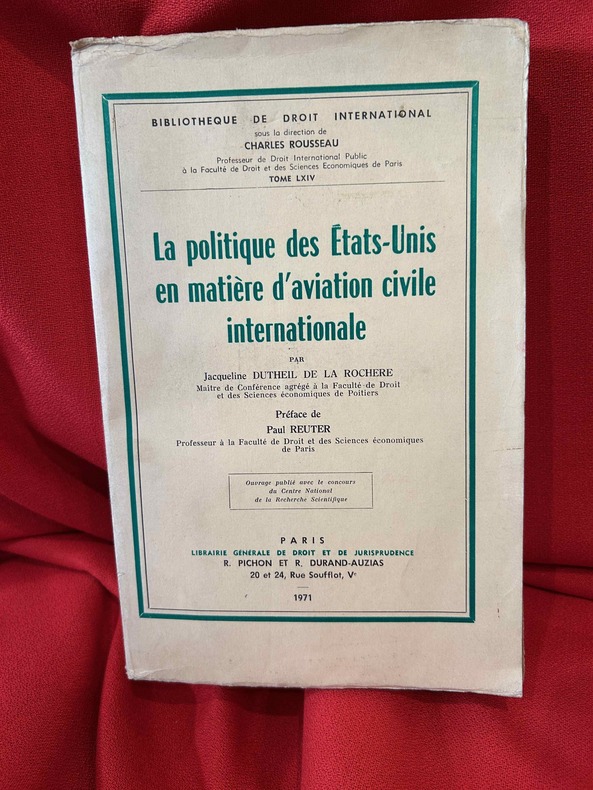 BIBLIOTHEQUE DE DROIT INTERNATIONAL
sous la direction de
CHARLES ROUSSEAU
Professeur de Droit International Public
à la Faculté de Droit et des Sciences Economiques de Paris
TOME LXIV
La politique des États-Unis
en matière d'aviation civile
internationale
PAR
Jacqueline DUTHEIL DE LA ROCHERE
Maître de Conférence agrégé à la Faculté de Droit
et des Sciences économiques de Poitiers
Préface de
Paul REUTER
Professeur à la Faculté de Droit et des Sciences économiques
de Paris
Ouvrage publié avec le concours
du Centre National
de la Recherche Scientifique
PARIS
LIBRAIRIE GÉNÉRALE DE DROIT ET DE JURISPRUDENCE
R. PICHON ET R. DURAND-AUZIAS
20 et 24, Rue Soufflot, Vᵉ
1971